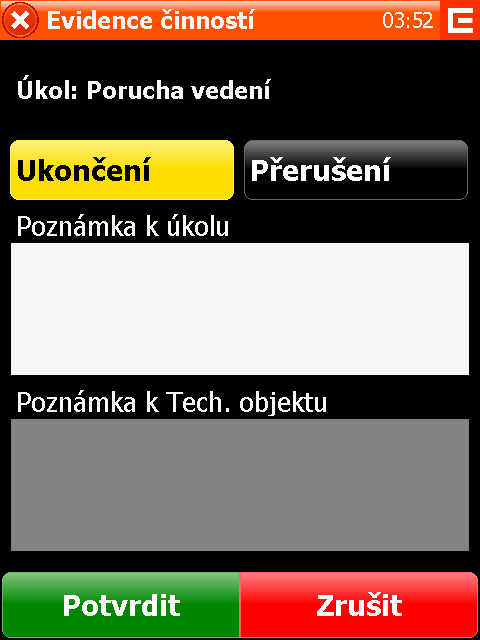 Evidence činností 03:52
Úkol: Porucha vedení
Ukončení Přerušení
Poznámka k úkolu
Poznámka k Tech. objektu
Potvrdit Zrušit